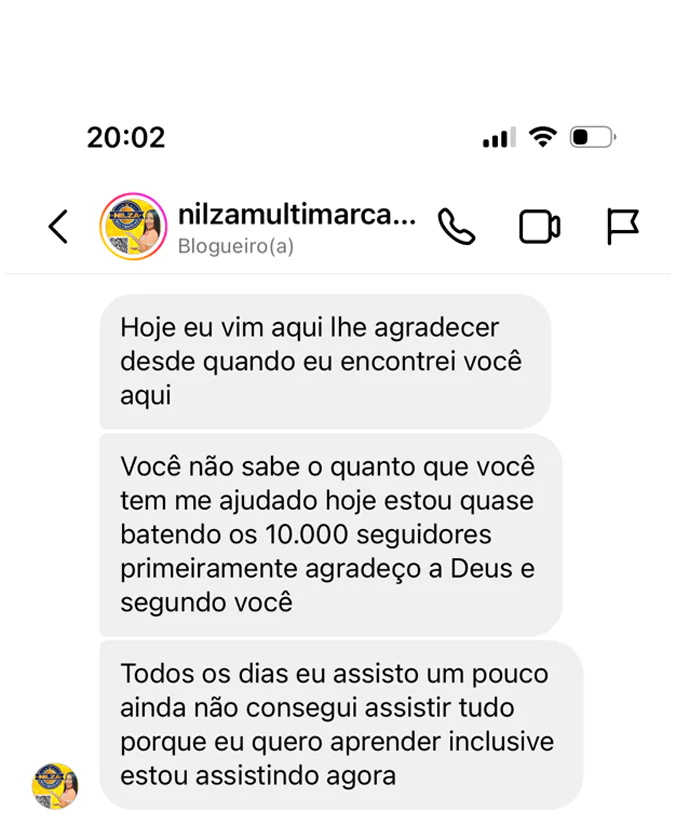 20:02
nilzamultimarca...
Blogueiro(a)
NILZA
Hoje eu vim aqui lhe agradecer
desde quando eu encontrei você
aqui
Você não sabe o quanto que você
tem me ajudado hoje estou quase
batendo os 10.000 seguidores
primeiramente agradeço a Deus e
segundo você
Todos os dias eu assisto um pouco
ainda não consegui assistir tudo
porque eu quero aprender inclusive
estou assistindo agora
NILZA